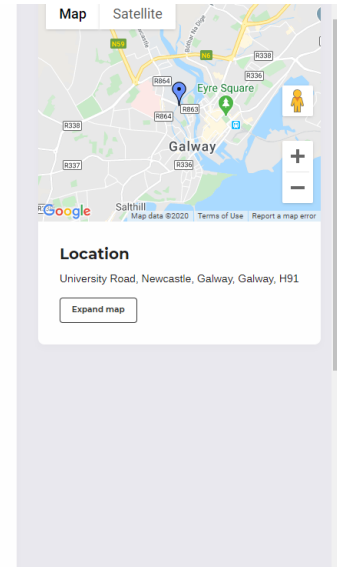 Map Satellite
N59
N6
R338
R336
R864
Eyre Square
R863
R864
R338
Galway
R337
R336
Salthill
Google
Map data ©2020 Terms of Use Report a map error
Location
University Road, Newcastle, Galway, Galway, H91
Expand map